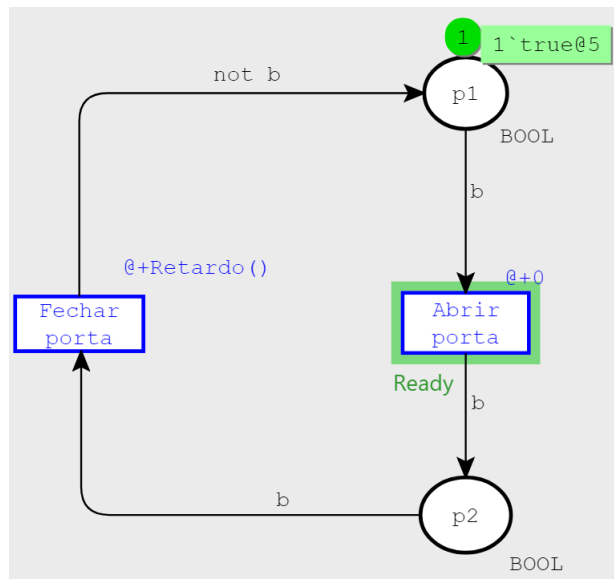 1
1`true@5
not b
p1
BOOL
b
@+Retardo()
@+0
Fechar
porta
Abrir
porta
Ready
b
b
p2
BOOL